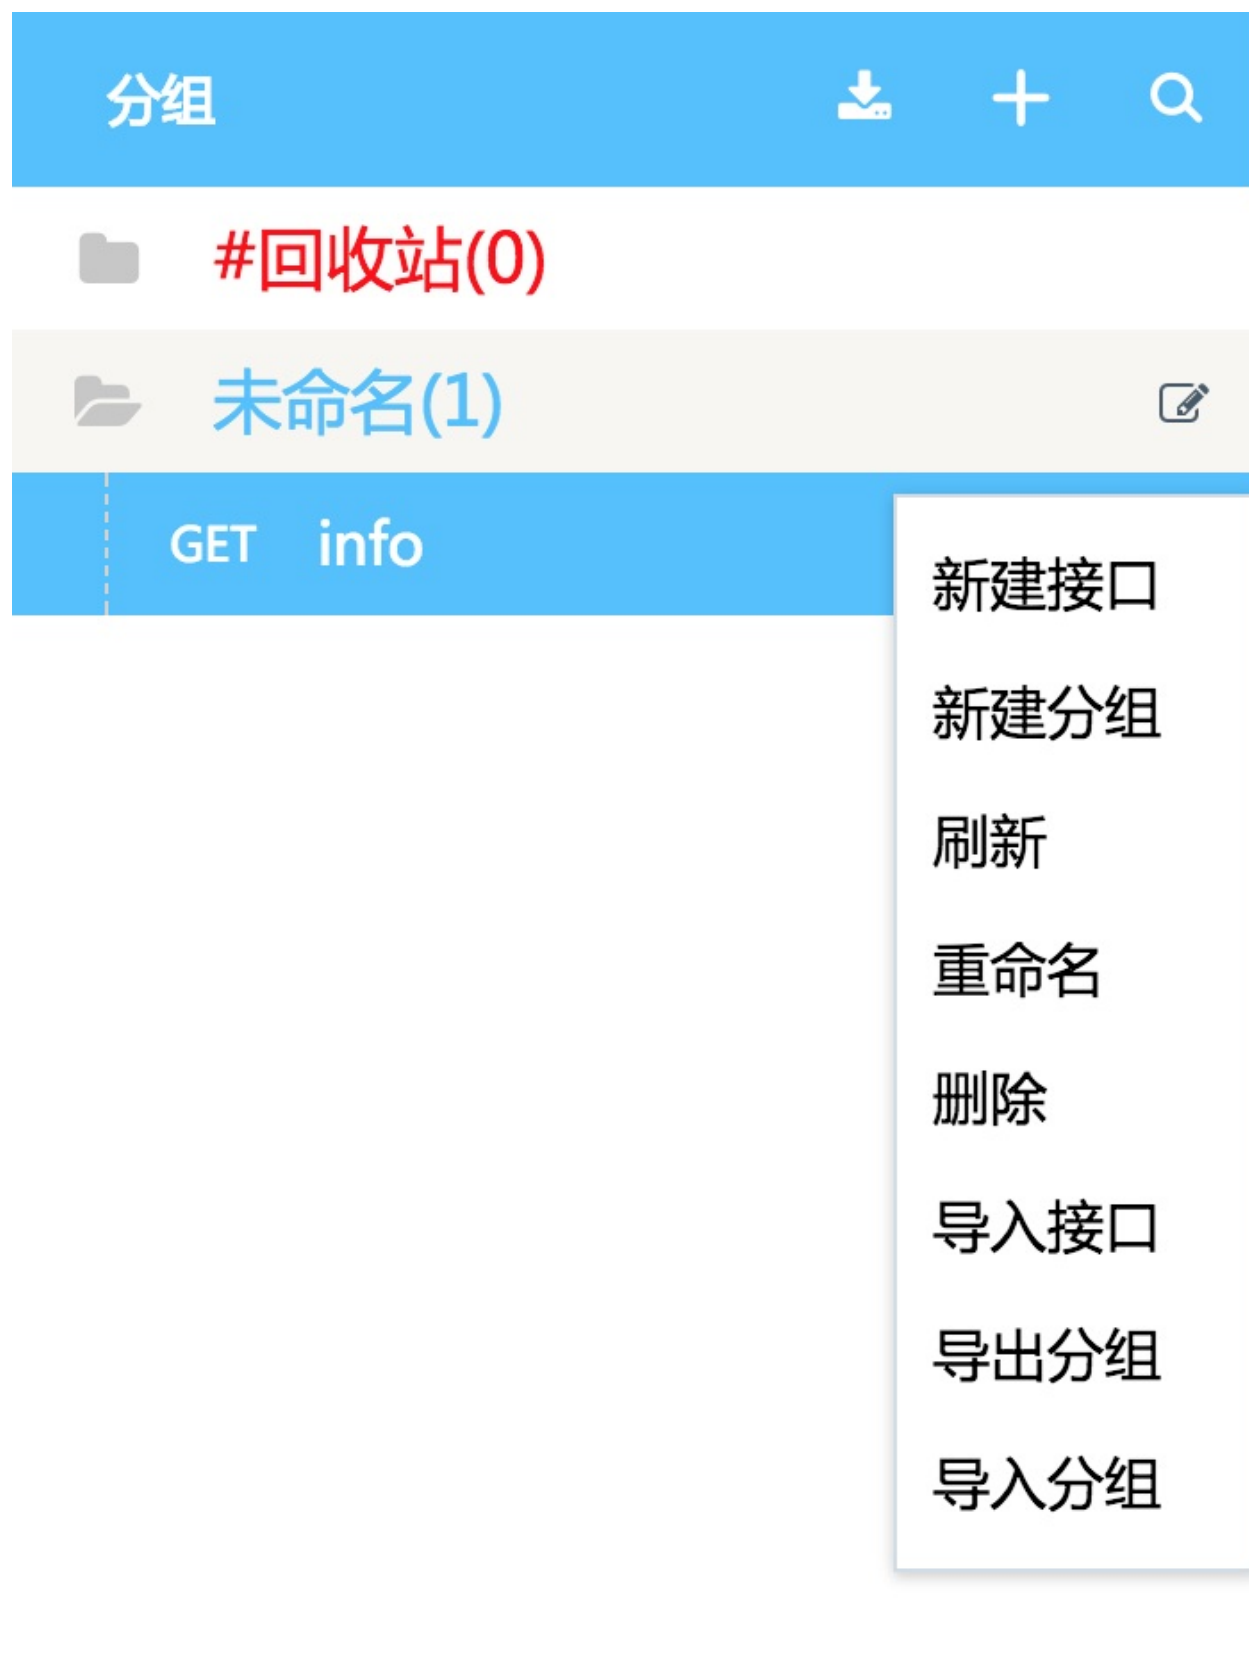 分组
#回收站(0)
未命名(1)
GET info
新建接口
新建分组
刷新
重命名
删除
导入接口
导出分组
导入分组